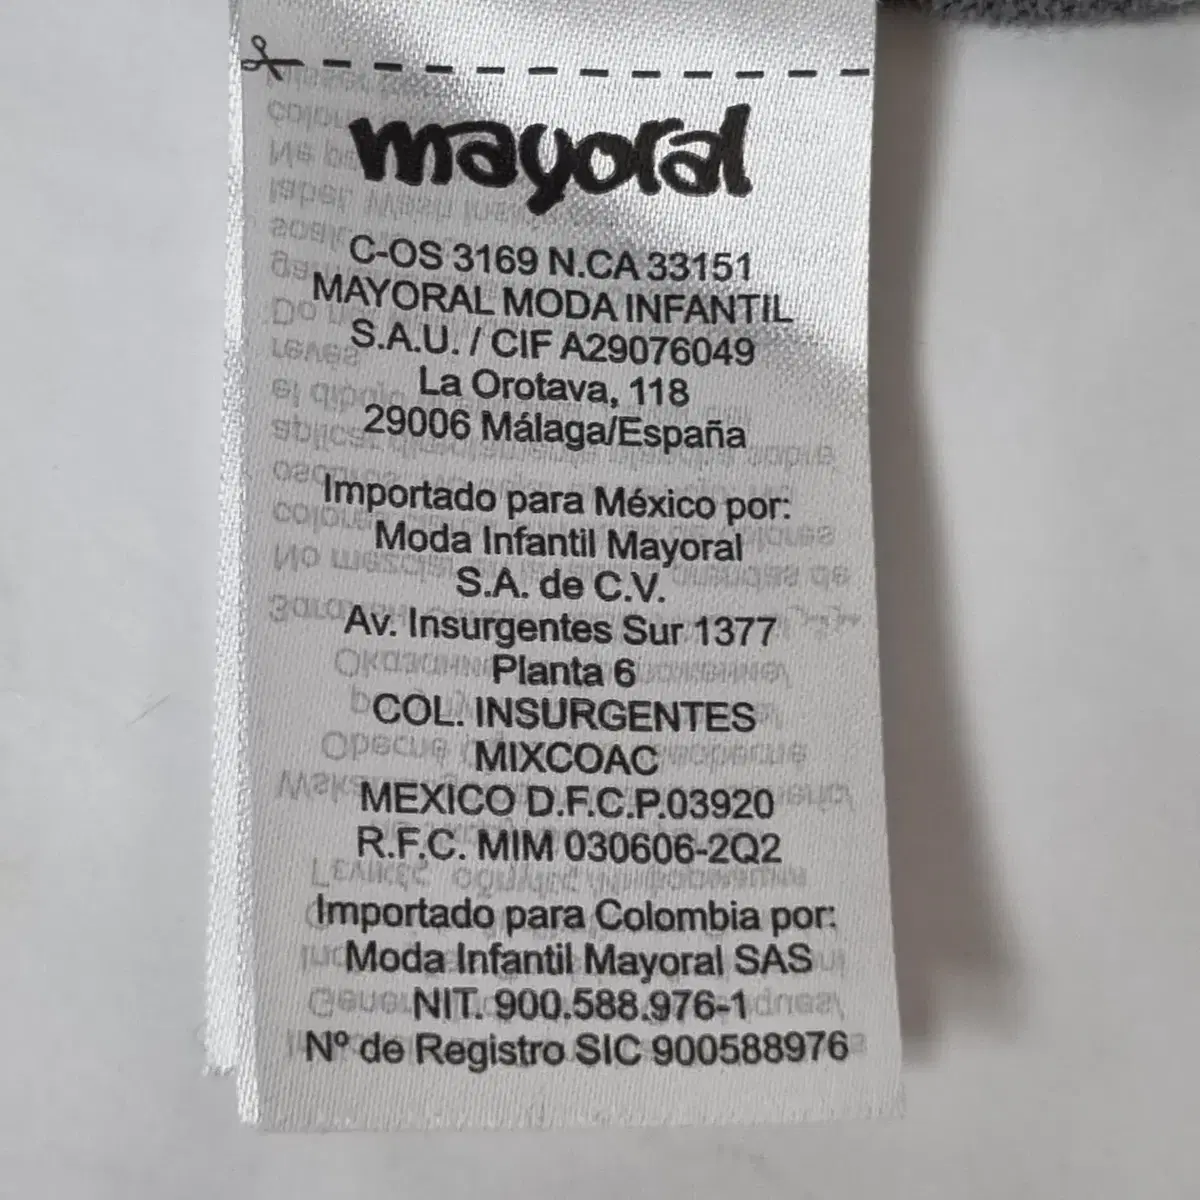 mayoral
C-OS 3169 N.CA 33151
MAYORAL MODA INFANTIL
S.A.U. / CIF A29076049
La Orotava, 118
29006 Málaga/España
Importado para México por:
Moda Infantil Mayoral
S.A. de C.V.
Av. Insurgentes Sur 1377
Planta 6
COL. INSURGENTES
MIXCOAC
MEXICO D.F.C.P.03920
R.F.C. MIM 030606-2Q2
Importado para Colombia por:
Moda Infantil Mayoral SAS
NIT. 900.588.976-1
Nº de Registro SIC 900588976